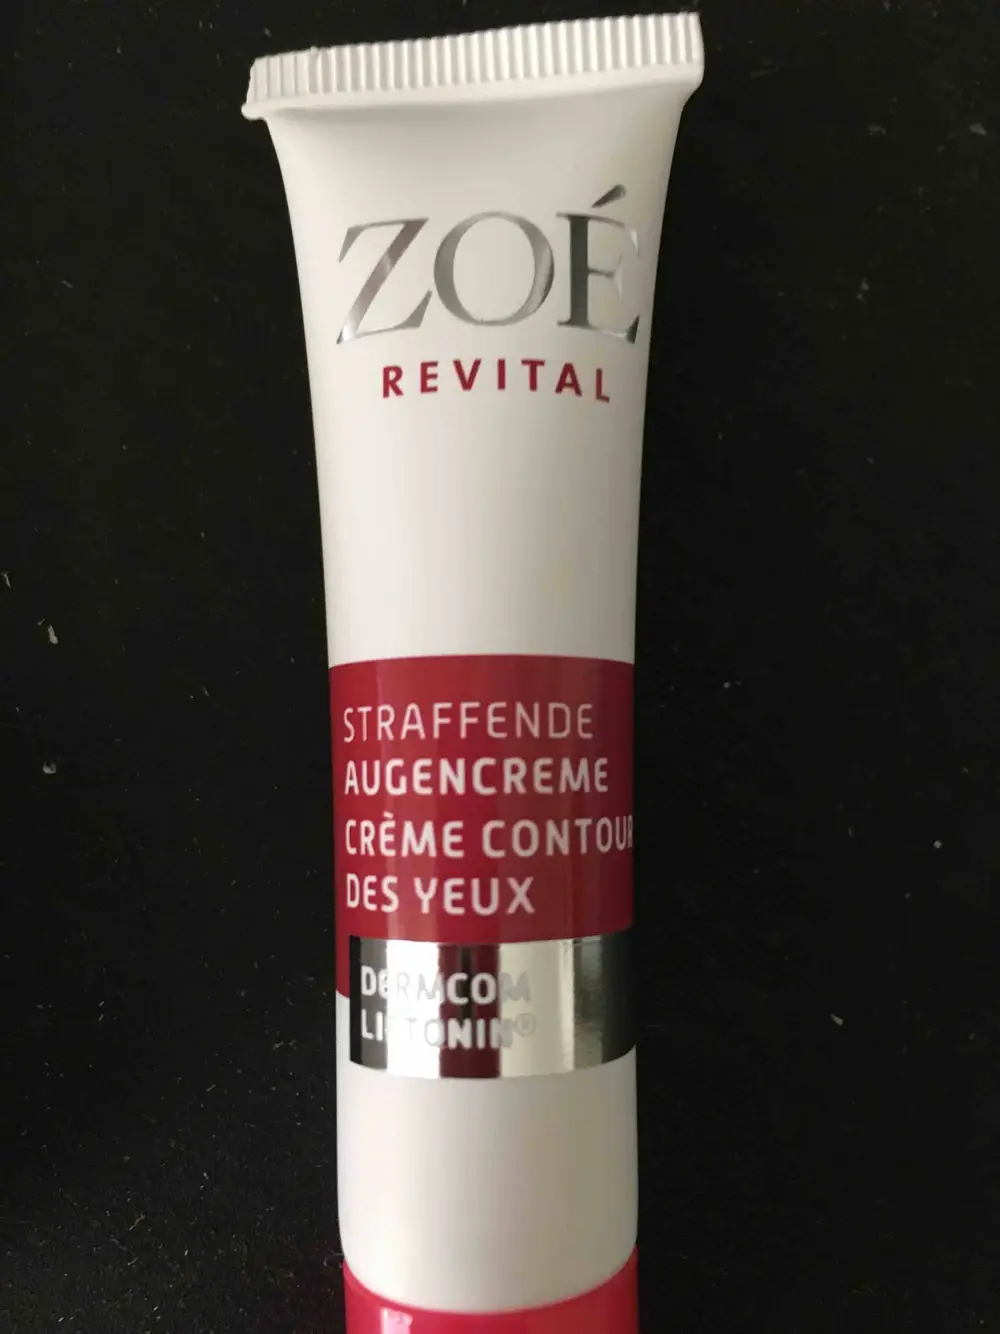 ZOÉ
REVITAL
STRAFFENDE
AUGENCREME
CRÈME CONTOUR
DES YEUX
DERMCOM
LIFTONIN®